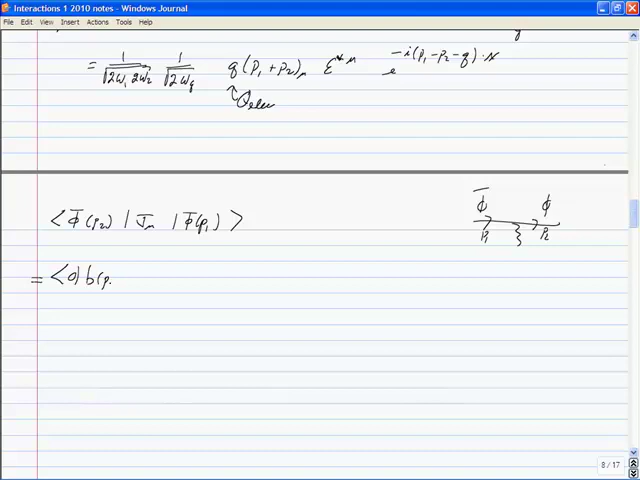 Interactions 1 2010 notes - Windows Journal
File Edit View Insert Actions Tools Help
= 1/√(2ω₁ 2ω₂) 1/√(2ω_q) q (p₁ + p₂)_μ ε*^μ e^{-i(p₁-p₂-q)·x}
↑Q
< Φ̄(p₂) | J_μ | Φ̄(p₁) >
Φ̄ ϕ
p₁ p₂
= <0| b(p.
8 / 17